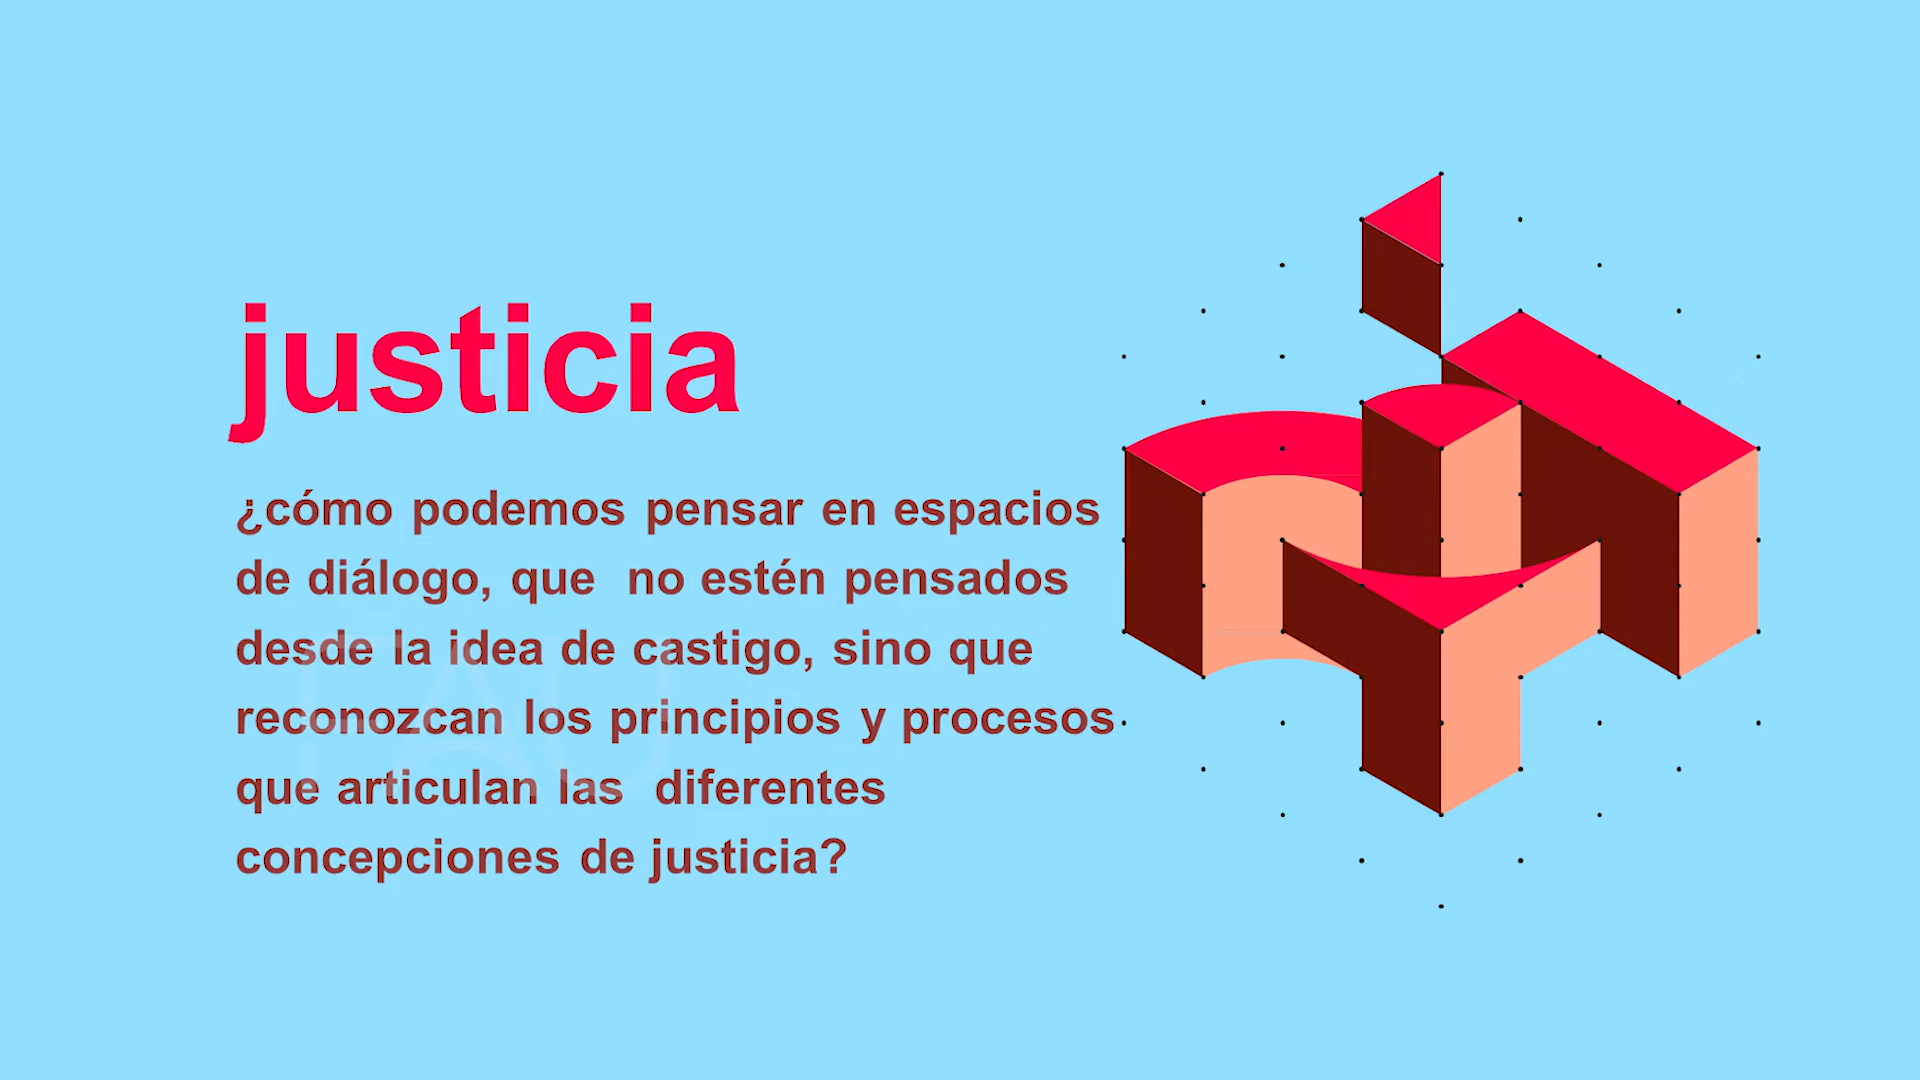 justicia
¿cómo podemos pensar en espacios
de diálogo, que no estén pensados
desde la idea de castigo, sino que
reconozcan los principios y procesos
que articulan las diferentes
concepciones de justicia?